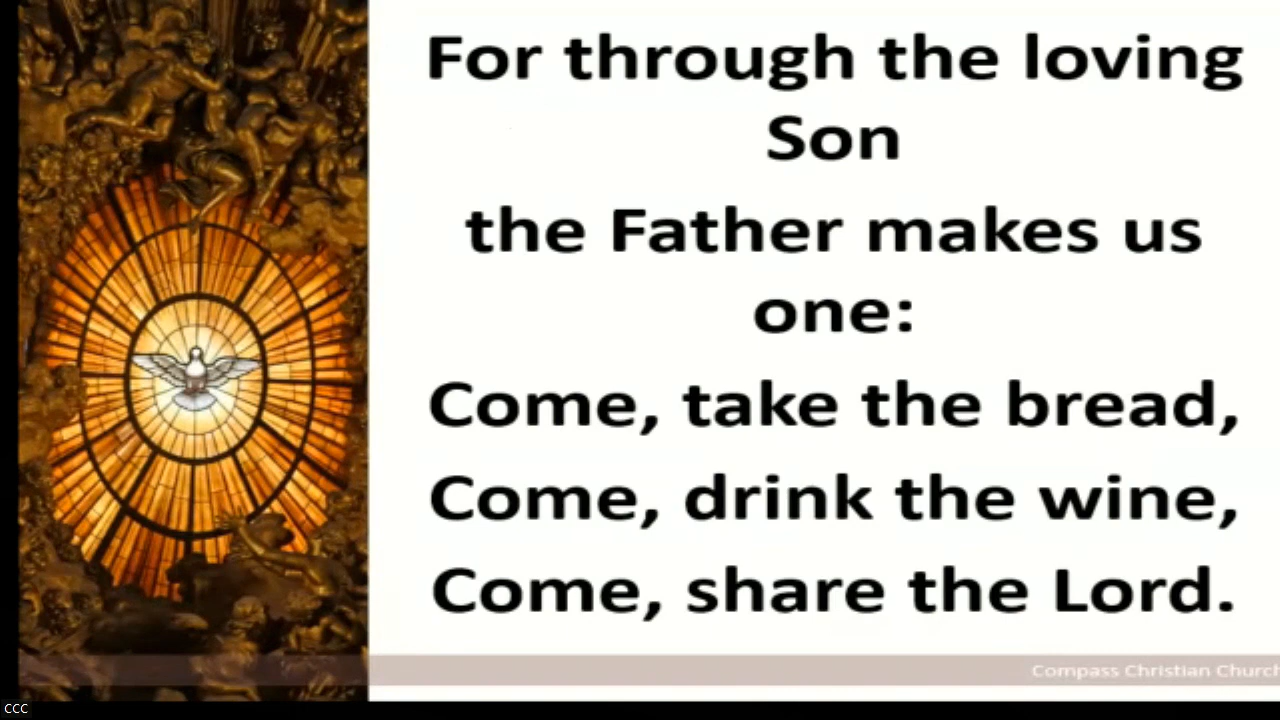 For through the loving
Son
the Father makes us
one:
Come, take the bread,
Come, drink the wine,
Come, share the Lord.
Compass Christian Church
CCC